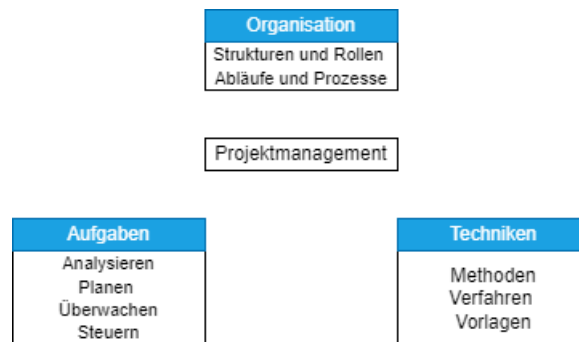 Organisation
Strukturen und Rollen
Abläufe und Prozesse
Projektmanagement
Aufgaben
Analysieren
Planen
Überwachen
Steuern
Techniken
Methoden
Verfahren
Vorlagen